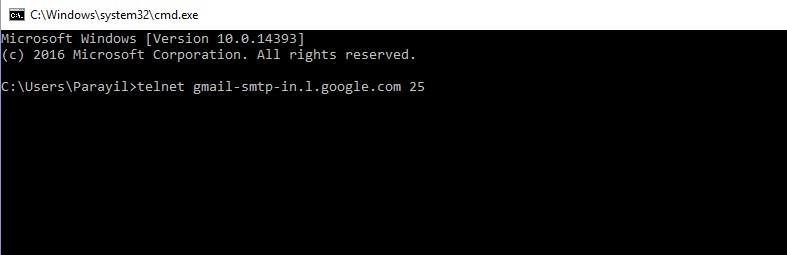 C:\Windows\system32\cmd.exe
Microsoft Windows [Version 10.0.14393]
(c) 2016 Microsoft Corporation. All rights reserved.
C:\Users\Parayil>telnet gmail-smtp-in.l.google.com 25